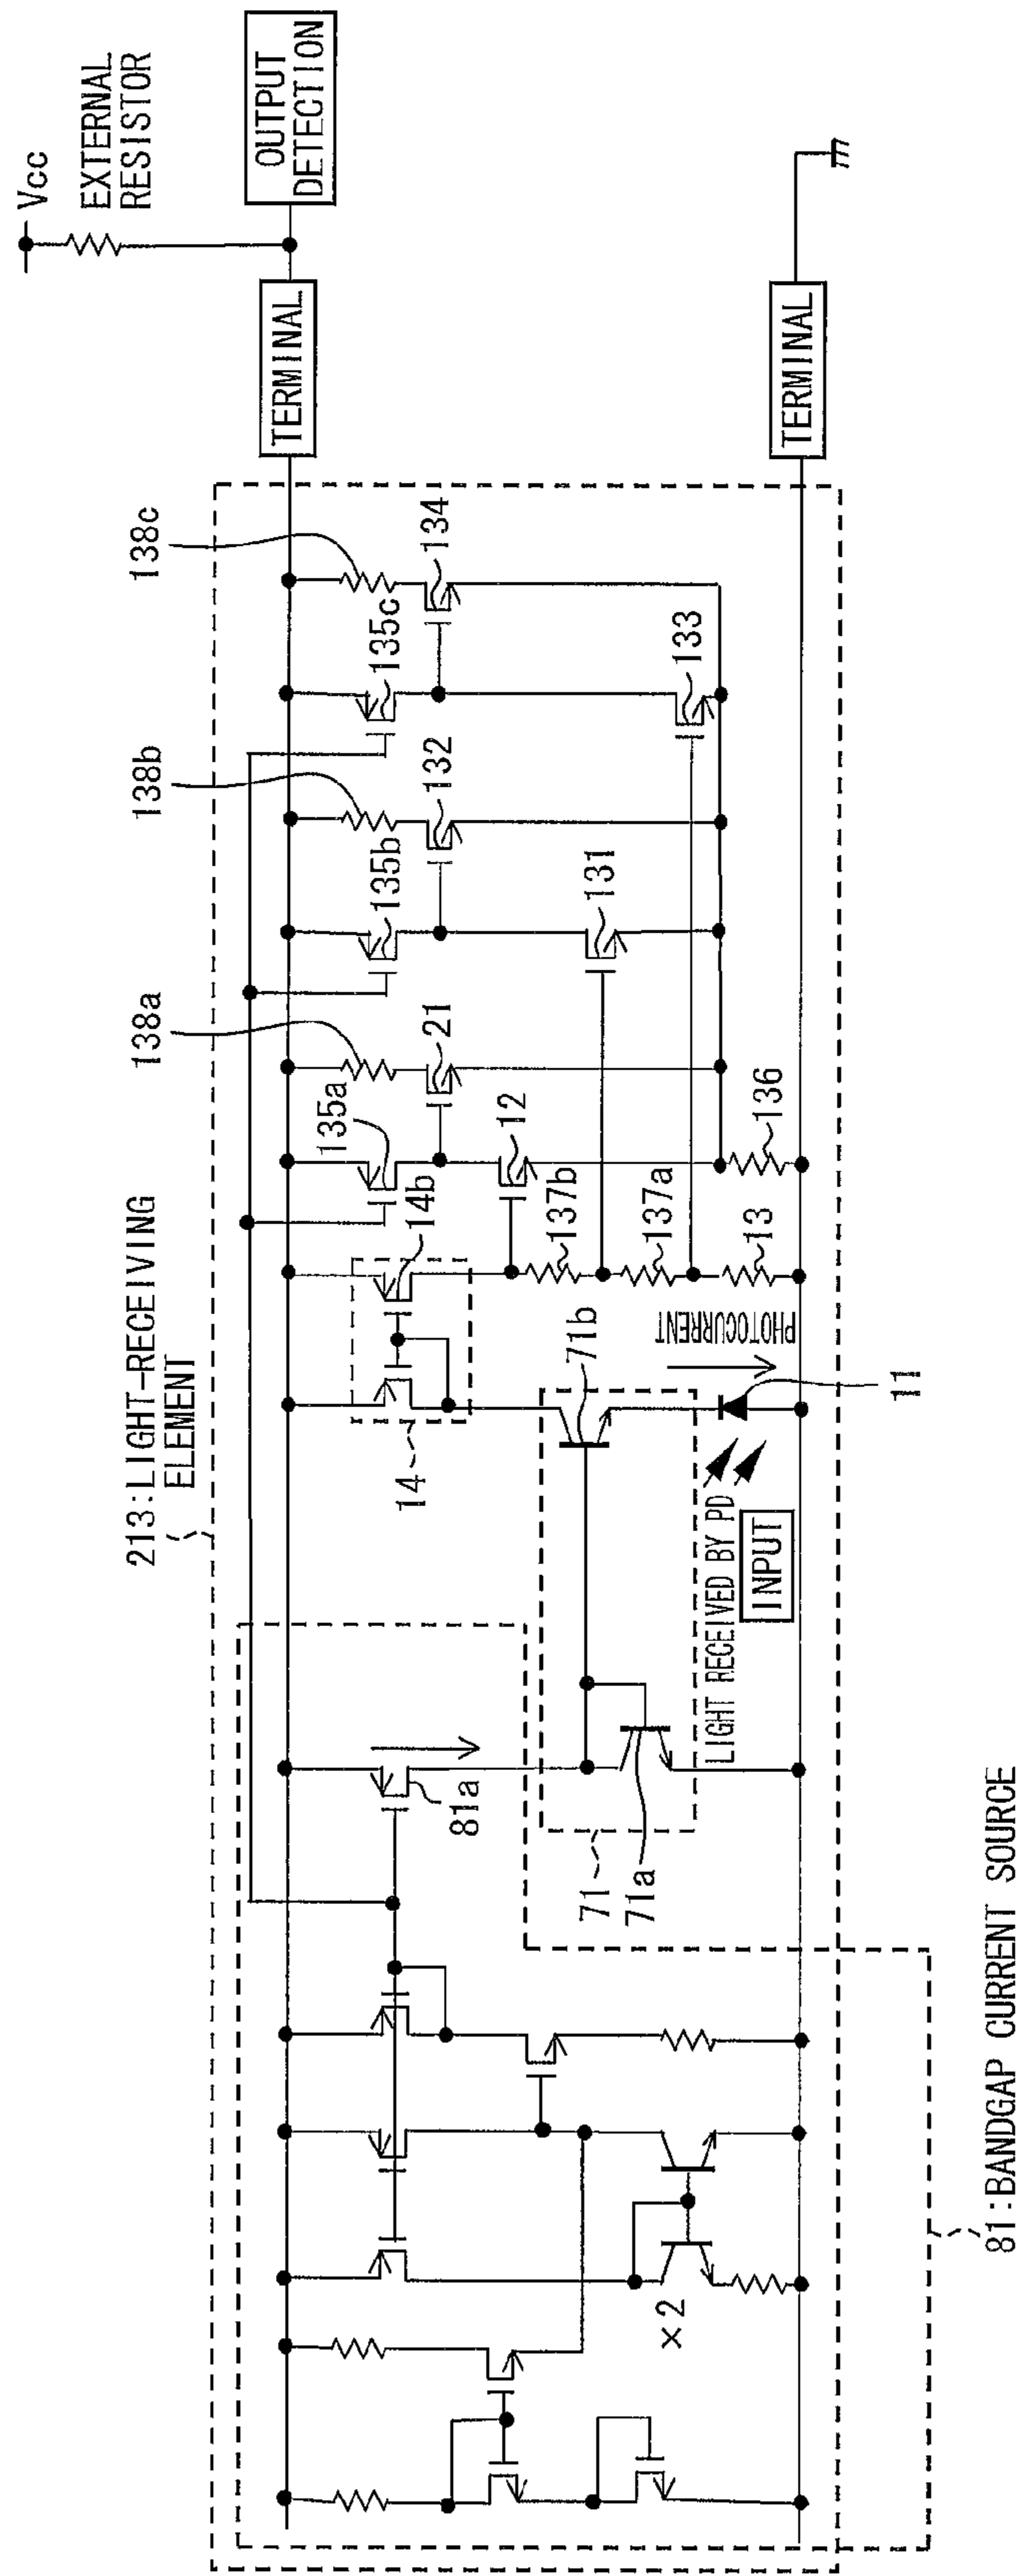 Vcc
EXTERNAL
RESISTOR
OUTPUT
DETECTION
TERMINAL
TERMINAL
213:LIGHT-RECEIVING
ELEMENT
138a
138b
138c
135a
135b
135c
21
132
134
14b
12
131
133
14
137b
137a
13
136
71b
PHOTOCURRENT
11
LIGHT RECEIVED BY PD
INPUT
81a
71
71a
×2
81:BANDGAP CURRENT SOURCE